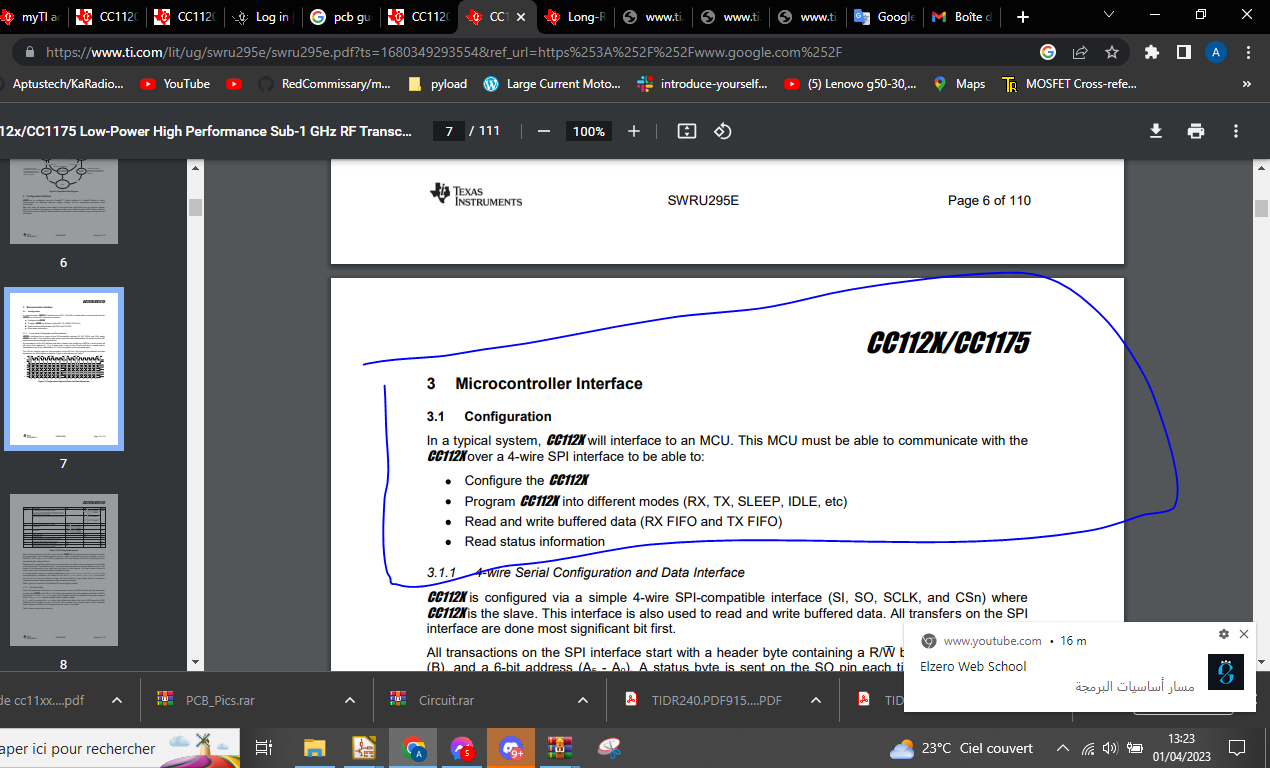 myTI ac
CC1120
CC1120
Log in
pcb gu
CC1120
CC1
Long-R
www.ti.
www.ti.
www.ti.
Google
Boîte d
https://www.ti.com/lit/ug/swru295e/swru295e.pdf?ts=1680349293554&ref_url=https%253A%252F%252Fwww.google.com%252F
A
Aptustech/KaRadio...
YouTube
RedCommissary/m...
pyload
Large Current Moto...
introduce-yourself...
(5) Lenovo g50-30,...
Maps
MOSFET Cross-refe...
»
12x/CC1175 Low-Power High Performance Sub-1 GHz RF Transc...
7 / 111
100%
6
7
8
TEXAS
INSTRUMENTS
SWRU295E
Page 6 of 110
CC112X/CC1175
3 Microcontroller Interface
3.1 Configuration
In a typical system, CC112X will interface to an MCU. This MCU must be able to communicate with the
CC112X over a 4-wire SPI interface to be able to:
• Configure the CC112X
• Program CC112X into different modes (RX, TX, SLEEP, IDLE, etc)
• Read and write buffered data (RX FIFO and TX FIFO)
• Read status information
3.1.1 4-wire Serial Configuration and Data Interface
CC112X is configured via a simple 4-wire SPI-compatible interface (SI, SO, SCLK, and CSn) where
CC112X is the slave. This interface is also used to read and write buffered data. All transfers on the SPI
interface are done most significant bit first.
All transactions on the SPI interface start with a header byte containing a R/W̅ b
(B), and a 6-bit address (A₅ - A₀). A status byte is sent on the SO pin each ti
www.youtube.com • 16 m
Elzero Web School
مسار أساسيات البرمجة
de cc11xx....pdf
PCB_Pics.rar
Circuit.rar
TIDR240.PDF915....PDF
TID
aper ici pour rechercher
A
S
9+
23°C Ciel couvert
13:23
01/04/2023